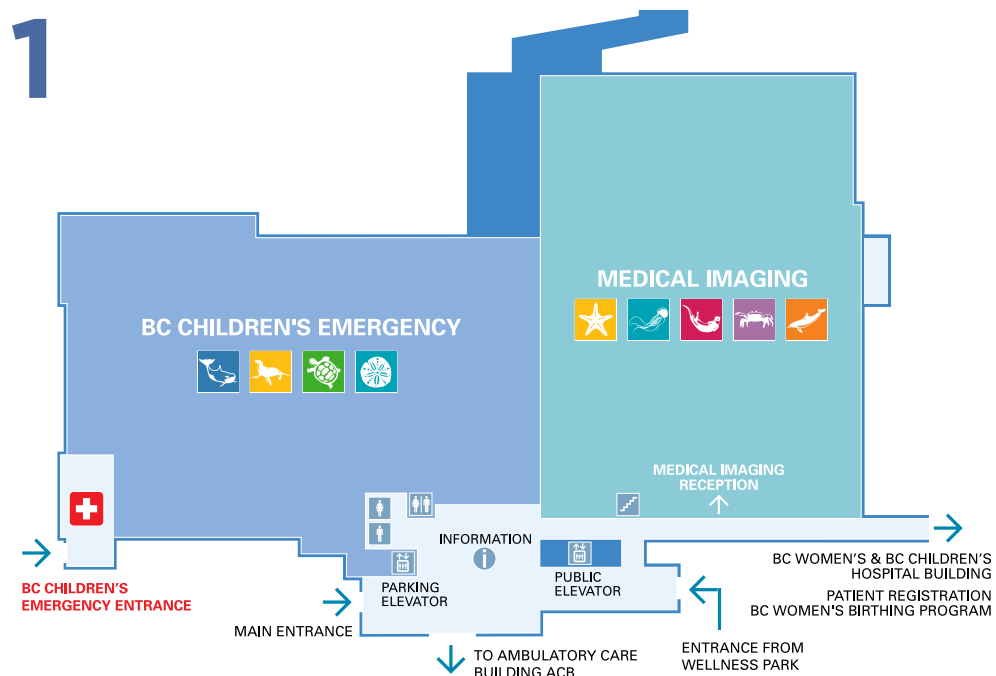 1
MEDICAL IMAGING
BC CHILDREN'S EMERGENCY
MEDICAL IMAGING
RECEPTION
INFORMATION
i
PARKING
ELEVATOR
PUBLIC
ELEVATOR
BC CHILDREN'S
EMERGENCY ENTRANCE
MAIN ENTRANCE
BC WOMEN'S & BC CHILDREN'S
HOSPITAL BUILDING
PATIENT REGISTRATION
BC WOMEN'S BIRTHING PROGRAM
ENTRANCE FROM
WELLNESS PARK
TO AMBULATORY CARE
BUILDING ACB